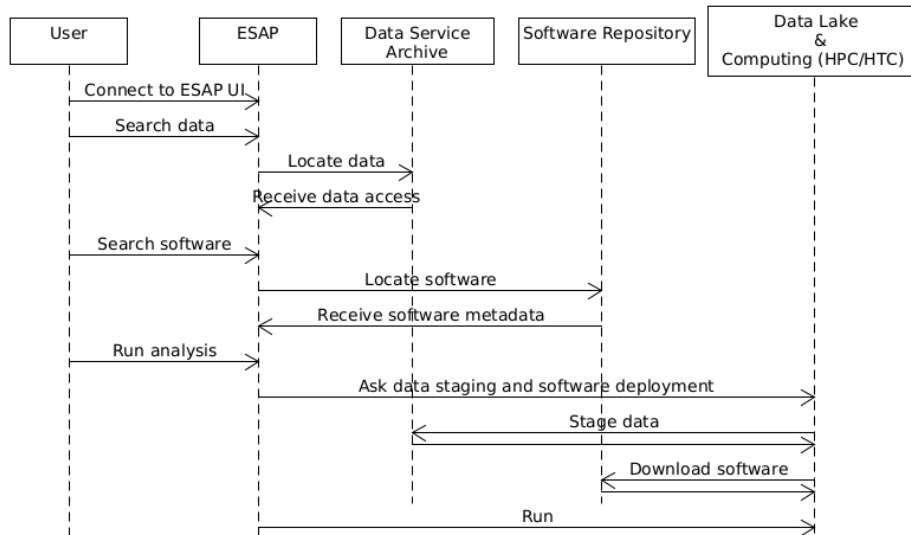 User
ESAP
Data Service
Archive
Software Repository
Data Lake
&
Computing (HPC/HTC)
Connect to ESAP UI
Search data
Locate data
Receive data access
Search software
Locate software
Receive software metadata
Run analysis
Ask data staging and software deployment
Stage data
Download software
Run